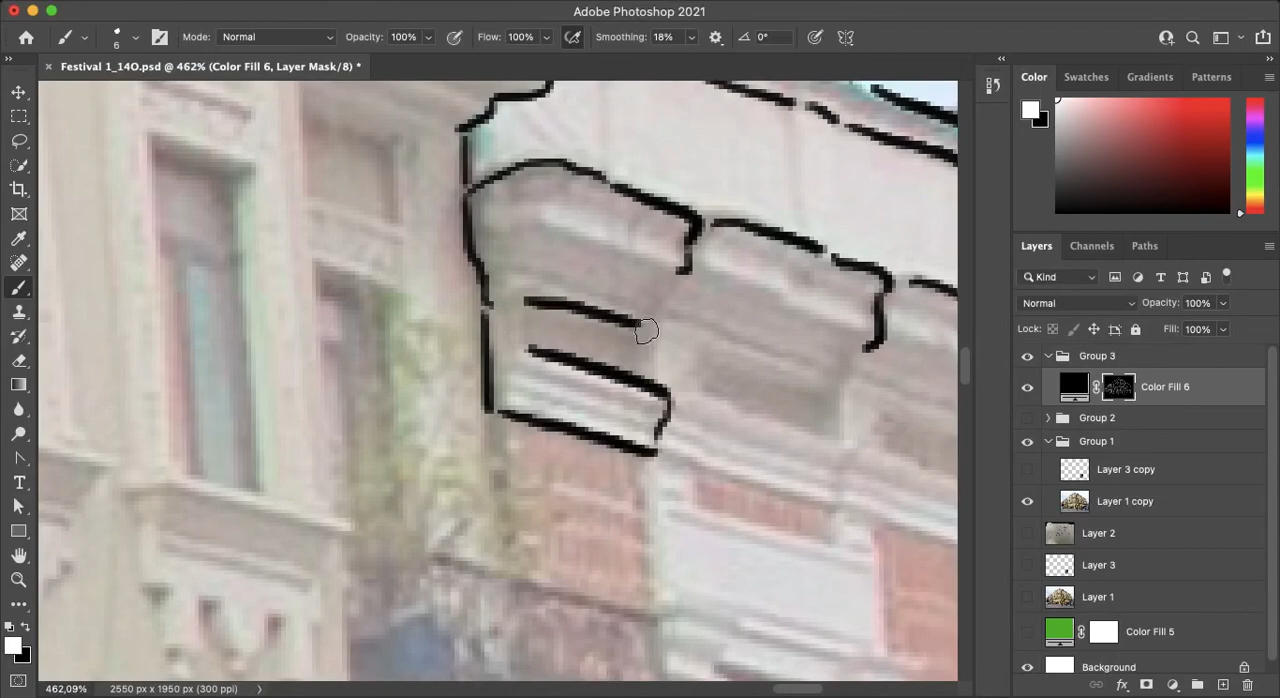 Adobe Photoshop 2021
6 Mode: Normal Opacity: 100% Flow: 100% Smoothing: 18% 0°
Festival 1_14O.psd @ 462% (Color Fill 6, Layer Mask/8) *
Color Swatches Gradients Patterns
Layers Channels Paths
Kind
Normal Opacity: 100%
Lock: Fill: 100%
Group 3
Color Fill 6
Group 2
Group 1
Layer 3 copy
Layer 1 copy
Layer 2
Layer 3
Layer 1
Color Fill 5
Background
462,09% 2550 px x 1950 px (300 ppi)